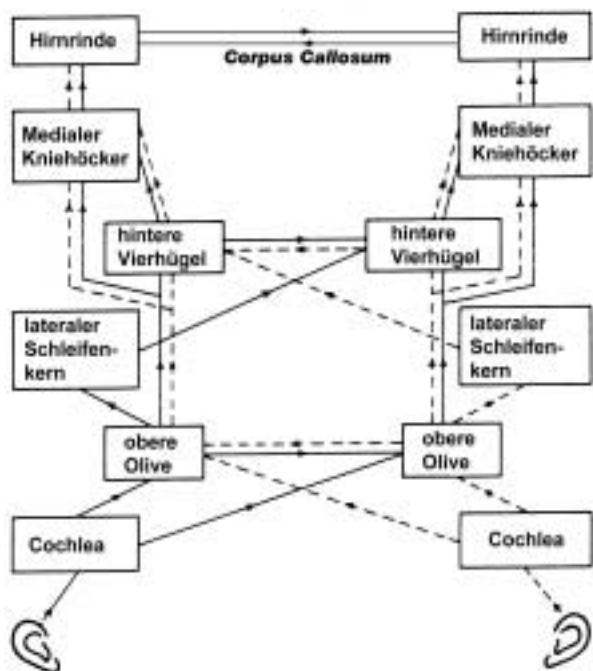 Hirnrinde
Hirnrinde
Corpus Callosum
Medialer
Kniehöcker
Medialer
Kniehöcker
hintere
Vierhügel
hintere
Vierhügel
lateraler
Schleifen-
kern
lateraler
Schleifen-
kern
obere
Olive
obere
Olive
Cochlea
Cochlea